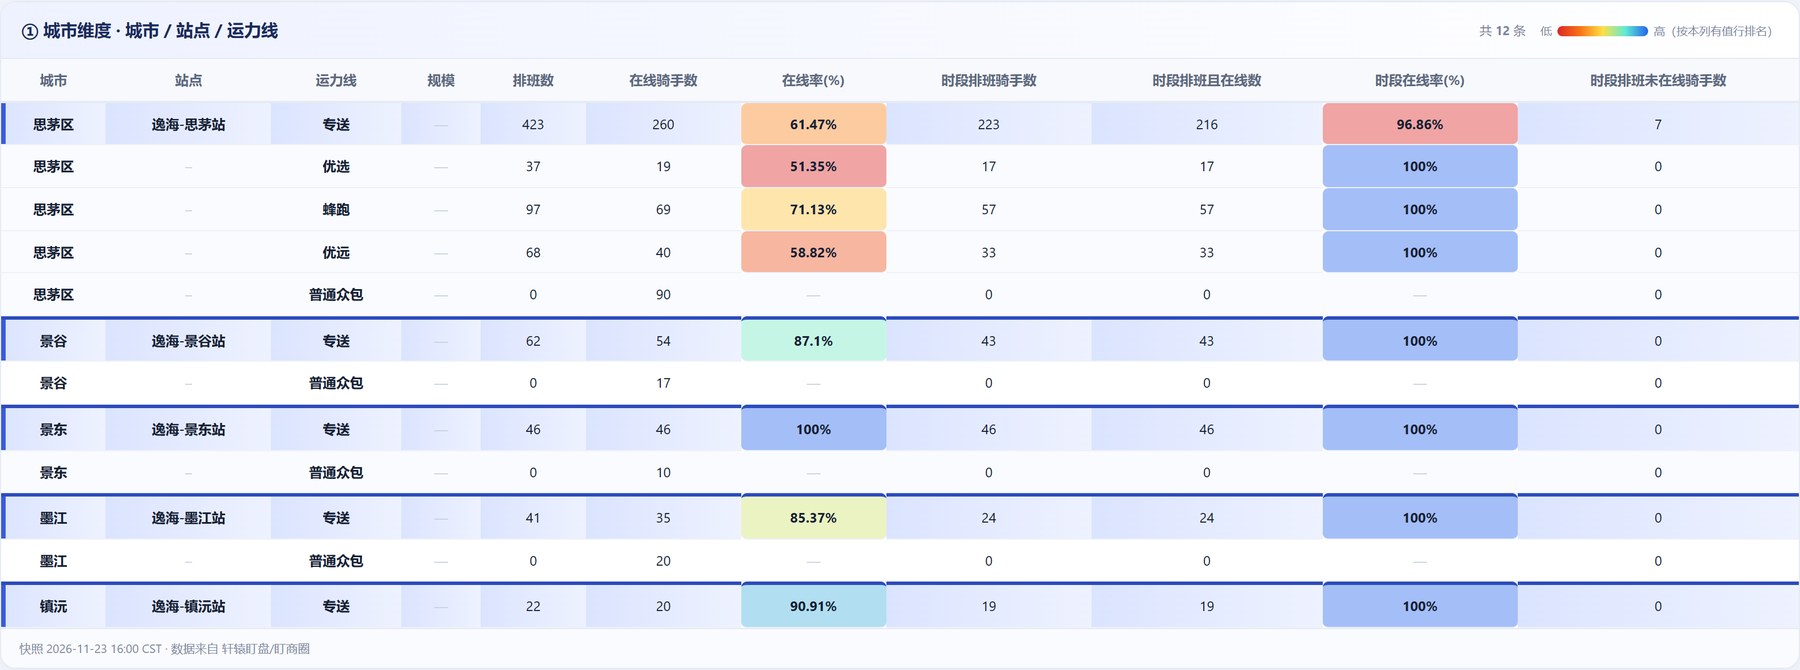 ① 城市维度 · 城市 / 站点 / 运力线
共 12 条 低 高 (按本列有值行排名)
城市 站点 运力线 规模 排班数 在线骑手数 在线率(%) 时段排班骑手数 时段排班且在线数 时段在线率(%) 时段排班未在线骑手数
思茅区 逸海-思茅站 专送 — 423 260 61.47% 223 216 96.86% 7
思茅区 – 优选 — 37 19 51.35% 17 17 100% 0
思茅区 – 蜂跑 — 97 69 71.13% 57 57 100% 0
思茅区 – 优远 — 68 40 58.82% 33 33 100% 0
思茅区 – 普通众包 — 0 90 — 0 0 — 0
景谷 逸海-景谷站 专送 — 62 54 87.1% 43 43 100% 0
景谷 – 普通众包 — 0 17 — 0 0 — 0
景东 逸海-景东站 专送 — 46 46 100% 46 46 100% 0
景东 – 普通众包 — 0 10 — 0 0 — 0
墨江 逸海-墨江站 专送 — 41 35 85.37% 24 24 100% 0
墨江 – 普通众包 — 0 20 — 0 0 — 0
镇沅 逸海-镇沅站 专送 — 22 20 90.91% 19 19 100% 0
快照 2026-11-23 16:00 CST · 数据来自 轩辕盯盘/盯商圈